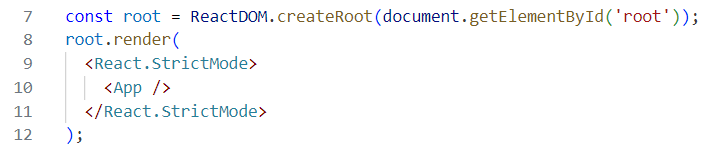 7 const root = ReactDOM.createRoot(document.getElementById('root'));
8 root.render(
9   <React.StrictMode>
10     <App />
11   </React.StrictMode>
12 );